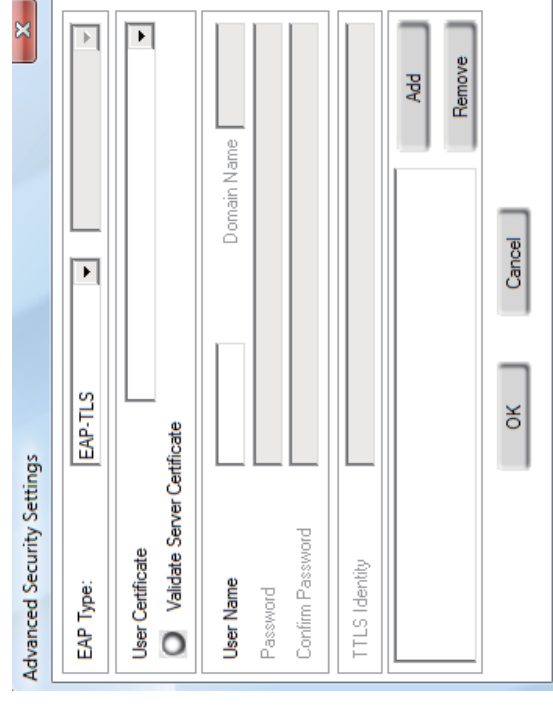 Advanced Security Settings
EAP Type: EAP-TLS
User Certificate
Validate Server Certificate
User Name Domain Name
Password
Confirm Password
TTLS Identity
Add
Remove
OK Cancel